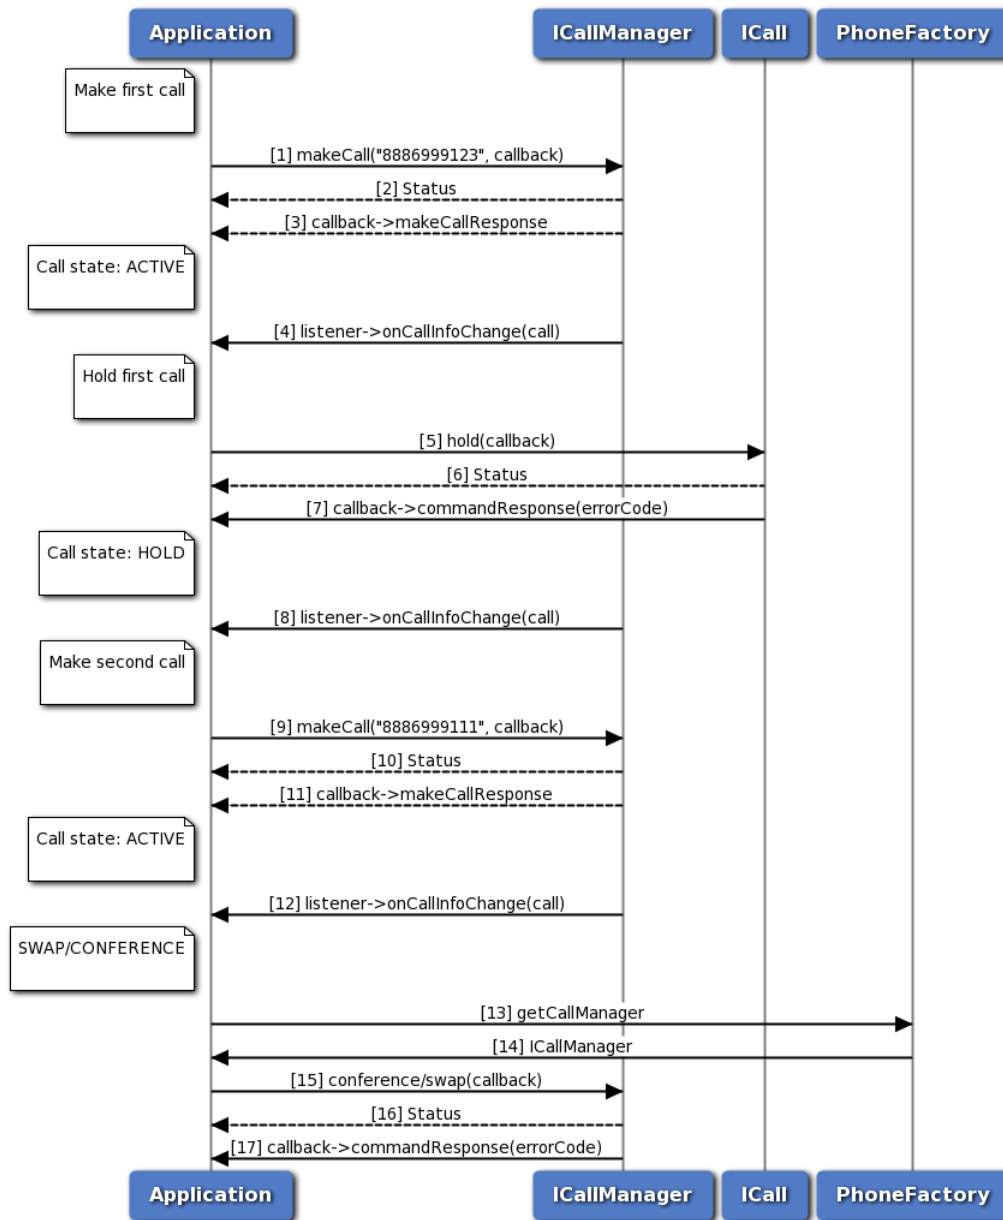 Application ICallManager ICall PhoneFactory
Make first call
[1] makeCall("8886999123", callback)
[2] Status
[3] callback->makeCallResponse
Call state: ACTIVE
[4] listener->onCallInfoChange(call)
Hold first call
[5] hold(callback)
[6] Status
[7] callback->commandResponse(errorCode)
Call state: HOLD
[8] listener->onCallInfoChange(call)
Make second call
[9] makeCall("8886999111", callback)
[10] Status
[11] callback->makeCallResponse
Call state: ACTIVE
[12] listener->onCallInfoChange(call)
SWAP/CONFERENCE
[13] getCallManager
[14] ICallManager
[15] conference/swap(callback)
[16] Status
[17] callback->commandResponse(errorCode)
Application ICallManager ICall PhoneFactory